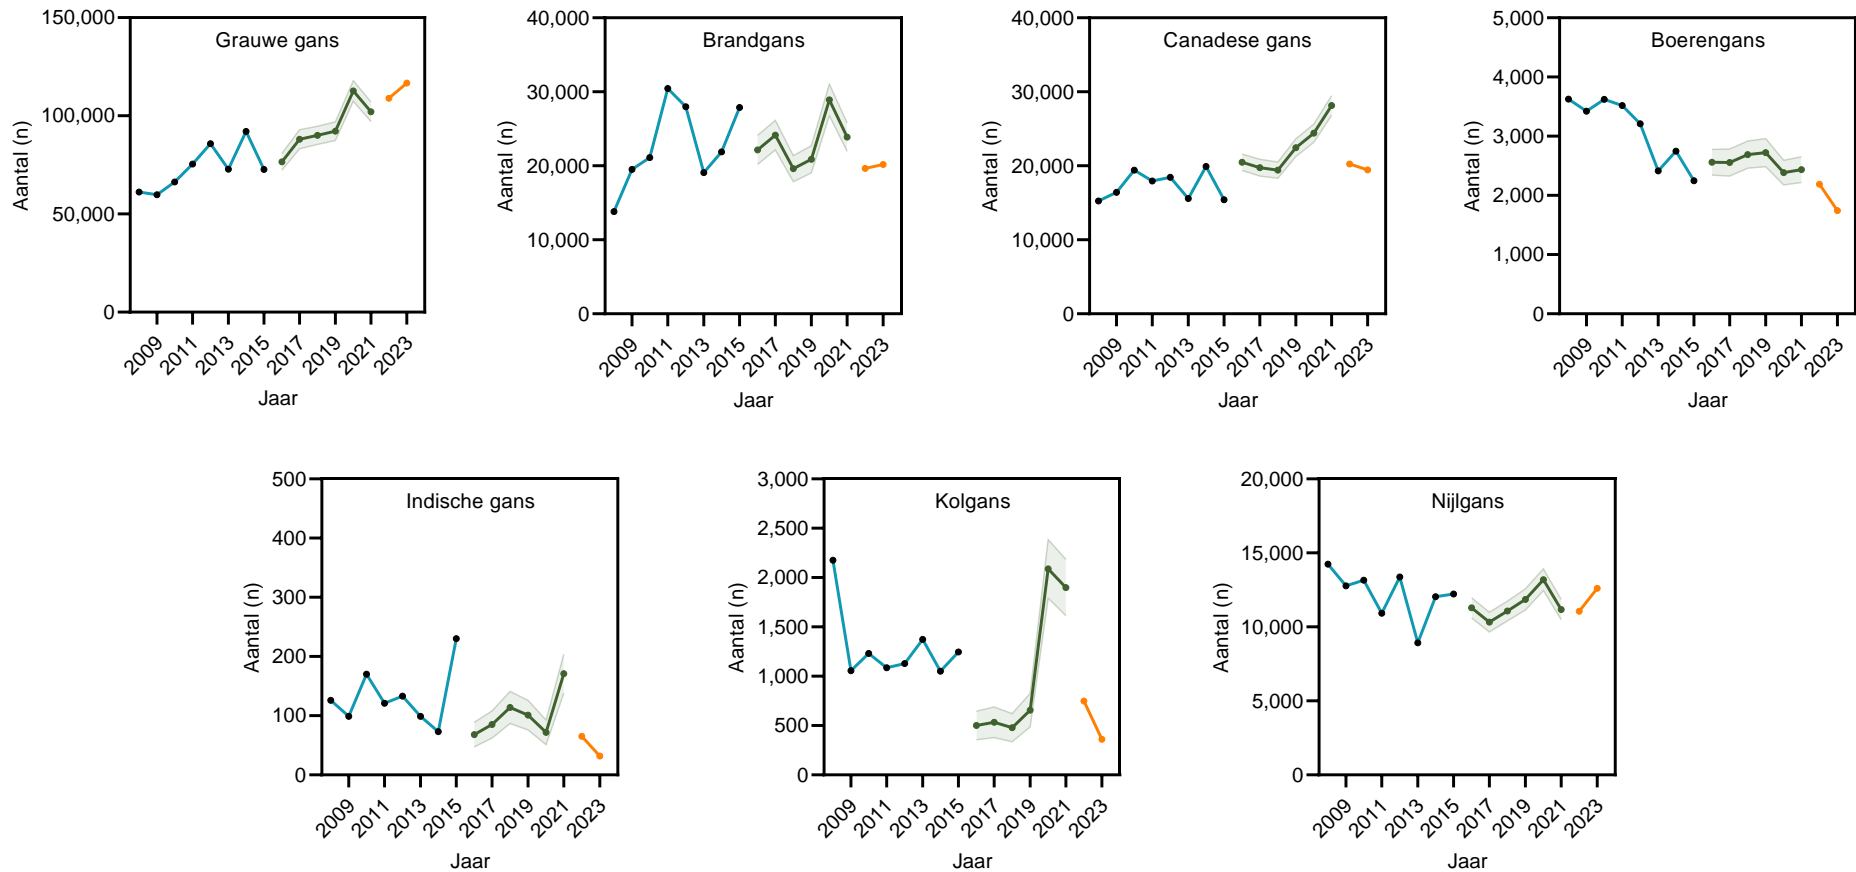 Grauwe gans
Aantal (n)
150,000
100,000
50,000
0
2009 2011 2013 2015 2017 2019 2021 2023
Jaar
Brandgans
Aantal (n)
40,000
30,000
20,000
10,000
0
2009 2011 2013 2015 2017 2019 2021 2023
Jaar
Canadese gans
Aantal (n)
40,000
30,000
20,000
10,000
0
2009 2011 2013 2015 2017 2019 2021 2023
Jaar
Boerengans
Aantal (n)
5,000
4,000
3,000
2,000
1,000
0
2009 2011 2013 2015 2017 2019 2021 2023
Jaar
Indische gans
Aantal (n)
500
400
300
200
100
0
2009 2011 2013 2015 2017 2019 2021 2023
Jaar
Kolgans
Aantal (n)
3,000
2,500
2,000
1,500
1,000
500
0
2009 2011 2013 2015 2017 2019 2021 2023
Jaar
Nijlgans
Aantal (n)
20,000
15,000
10,000
5,000
0
2009 2011 2013 2015 2017 2019 2021 2023
Jaar